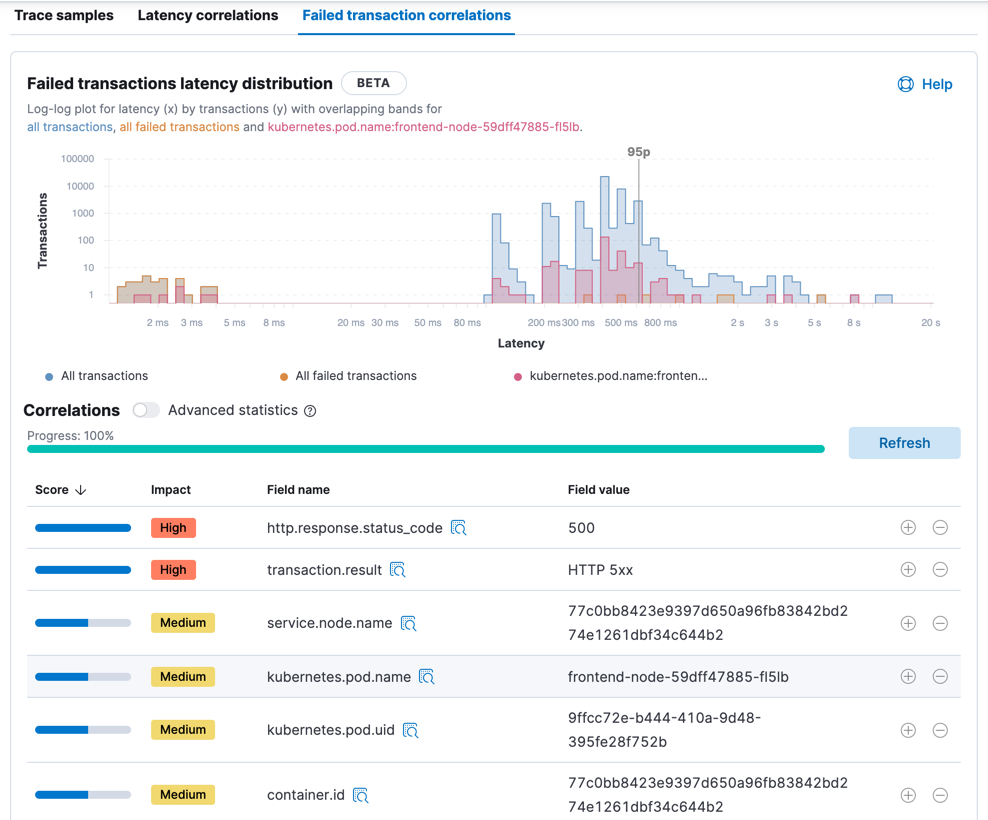 Trace samples Latency correlations Failed transaction correlations
Failed transactions latency distribution BETA Help
Log-log plot for latency (x) by transactions (y) with overlapping bands for
all transactions, all failed transactions and kubernetes.pod.name:frontend-node-59dff47885-fl5lb.
95p
100000
10000
1000
100
10
1
Transactions
2 ms 3 ms 5 ms 8 ms 20 ms 30 ms 50 ms 80 ms 200 ms 300 ms 500 ms 800 ms 2 s 3 s 5 s 8 s 20 s
Latency
All transactions All failed transactions kubernetes.pod.name:fronten...
Correlations Advanced statistics
Progress: 100%
Refresh
Score Impact Field name Field value
High http.response.status_code 500
High transaction.result HTTP 5xx
Medium service.node.name 77c0bb8423e9397d650a96fb83842bd2
74e1261dbf34c644b2
Medium kubernetes.pod.name frontend-node-59dff47885-fl5lb
Medium kubernetes.pod.uid 9ffcc72e-b444-410a-9d48-
395fe28f752b
Medium container.id 77c0bb8423e9397d650a96fb83842bd2
74e1261dbf34c644b2